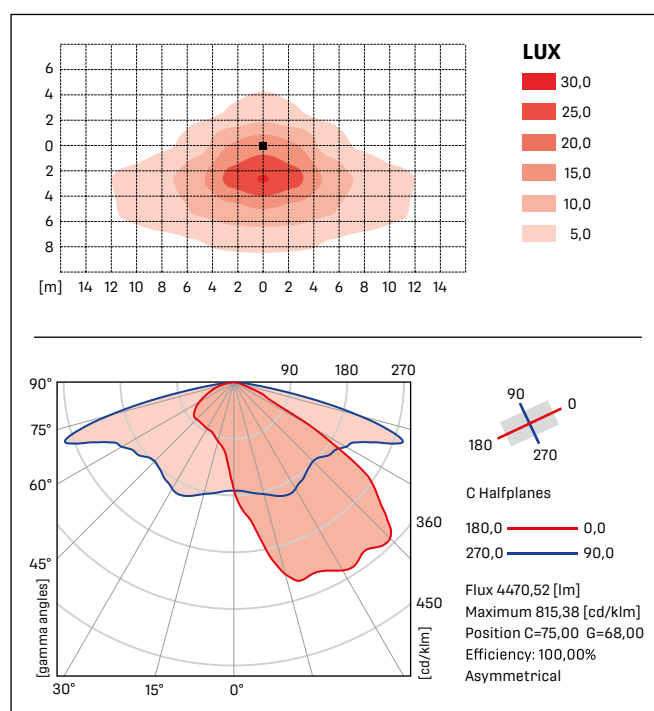 LUX
30,0
25,0
20,0
15,0
10,0
5,0
6
4
2
0
2
4
6
8
[m] 14 12 10 8 6 4 2 0 2 4 6 8 10 12 14
90 180 270
90°
75°
60°
45°
[gamma angles]
30° 15° 0°
360
450
[cd/klm]
90 0
180 270
C Halfplanes
180,0 0,0
270,0 90,0
Flux 4470,52 [lm]
Maximum 815,38 [cd/klm]
Position C=75,00 G=68,00
Efficiency: 100,00%
Asymmetrical